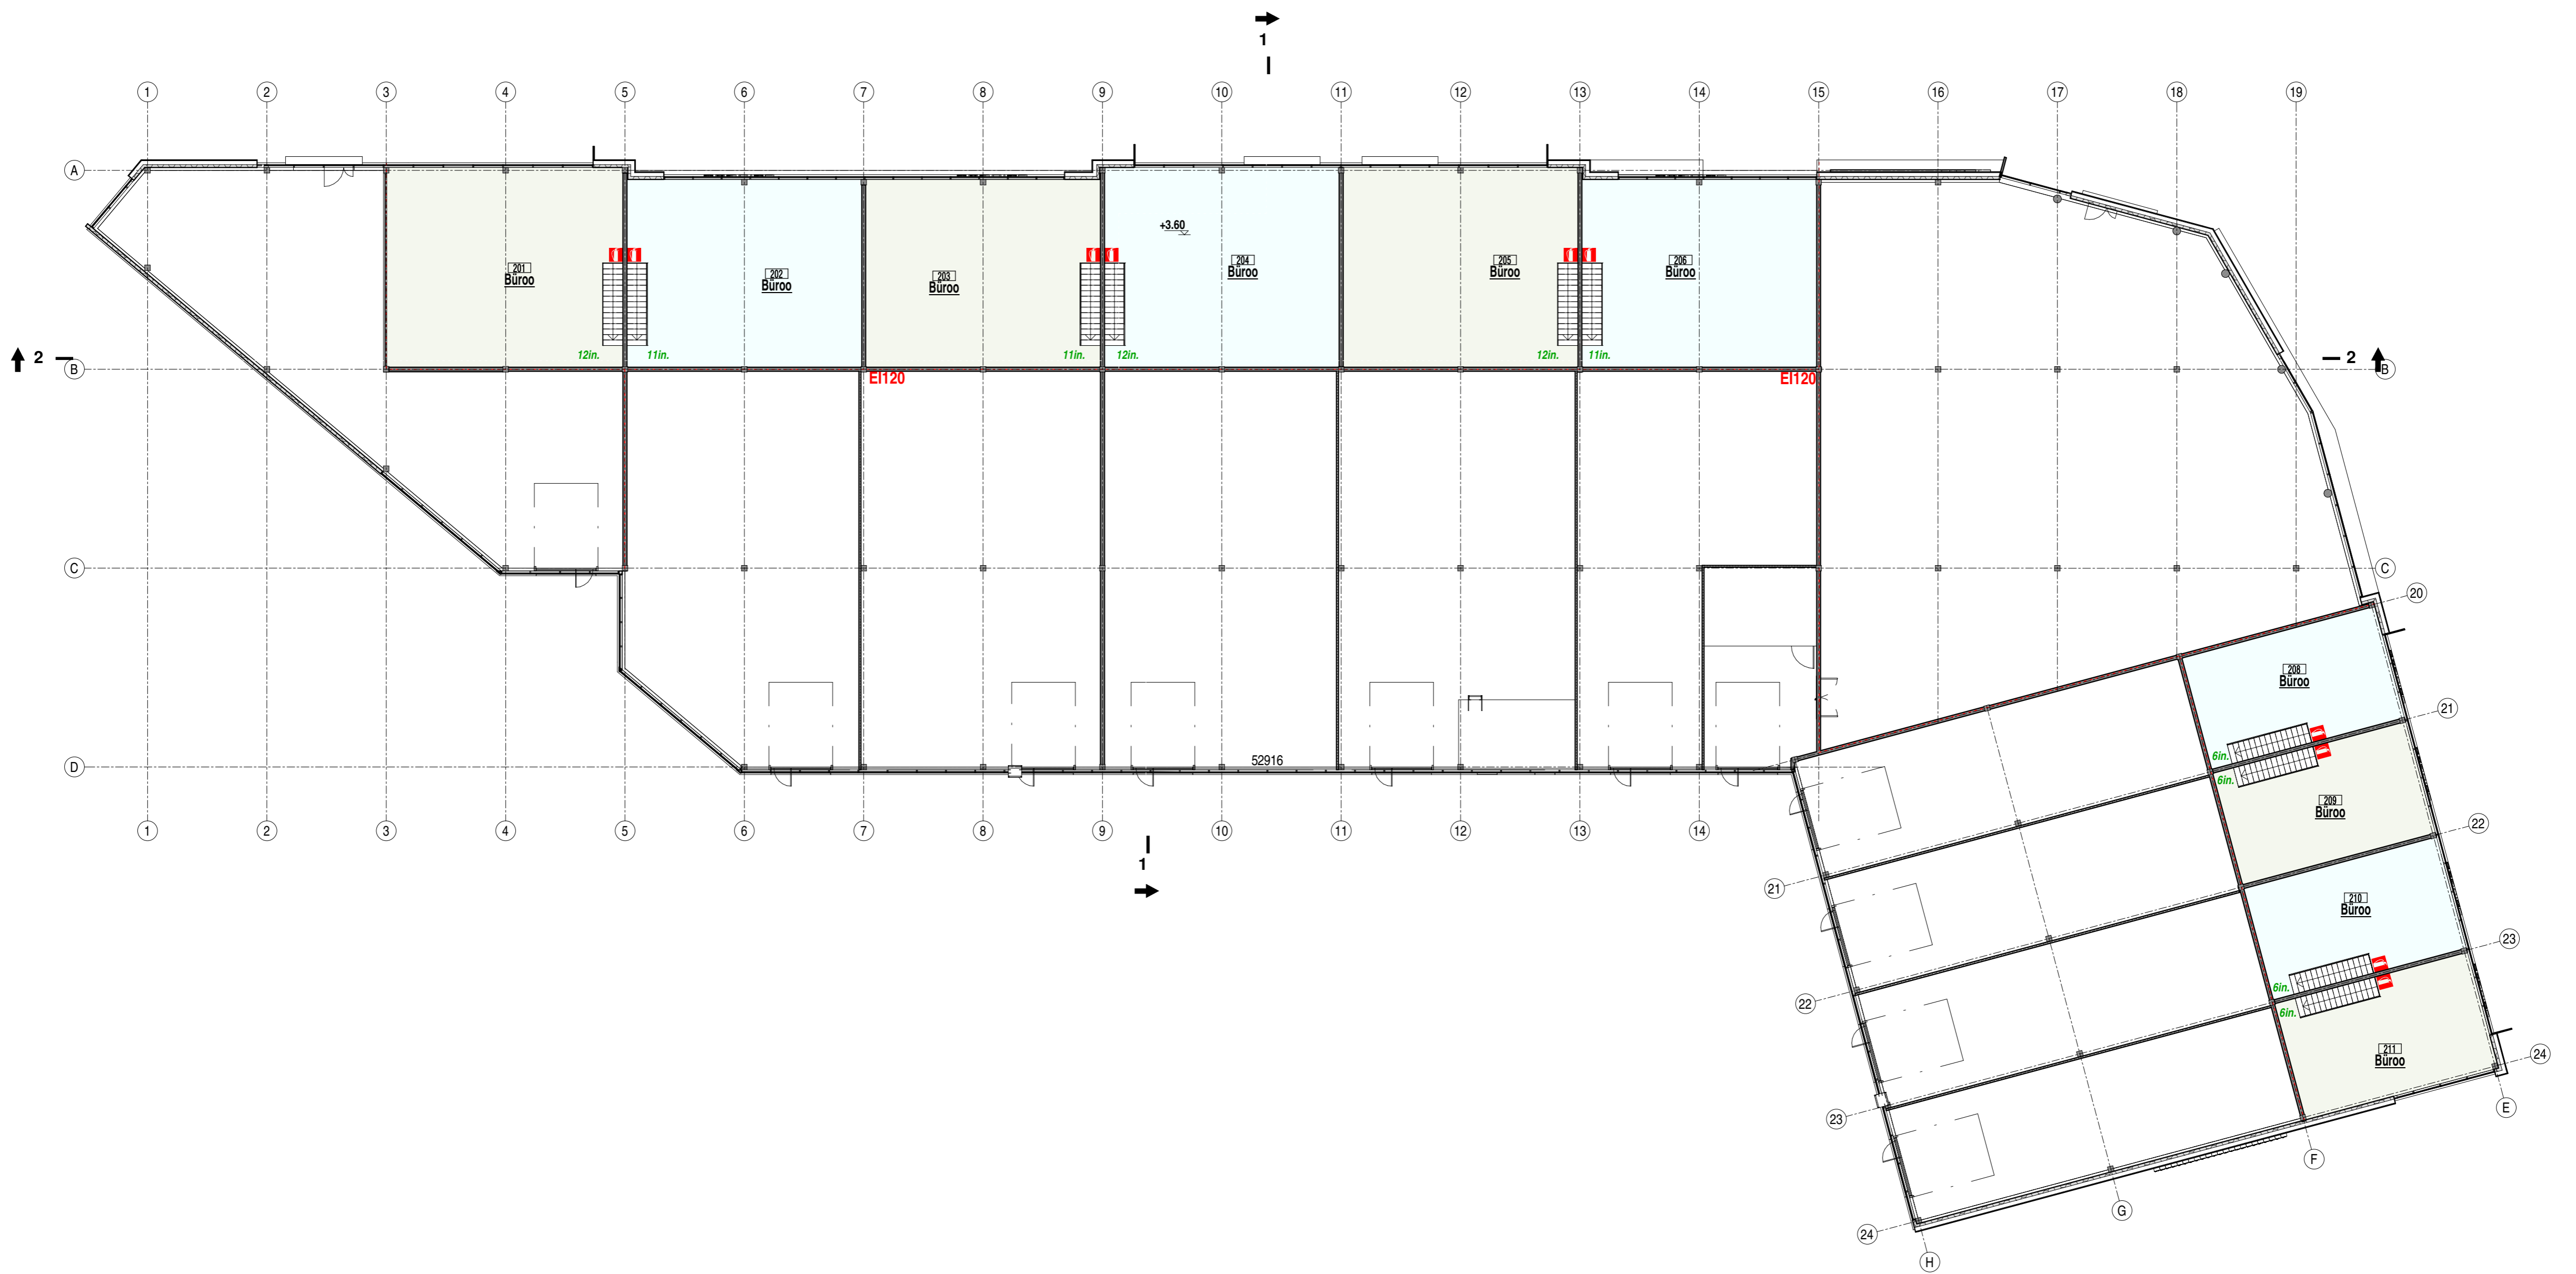 1
1 2 3 4 5 6 7 8 9 10 11 12 13 14 15 16 17 18 19
A
+3.60
201
Büroo
202
Büroo
203
Büroo
204
Büroo
205
Büroo
206
Büroo
12in. 11in. 11in. 12in. 12in. 11in.
2 2
B B
EI120 EI120
C C
20
208
Büroo
21
6in.
6in.
D
52916
209
Büroo
22
1 2 3 4 5 6 7 8 9 10 11 12 13 14
1
21
210
Büroo
23
6in.
6in.
22
211
Büroo
24
23
E
F
G
24
H